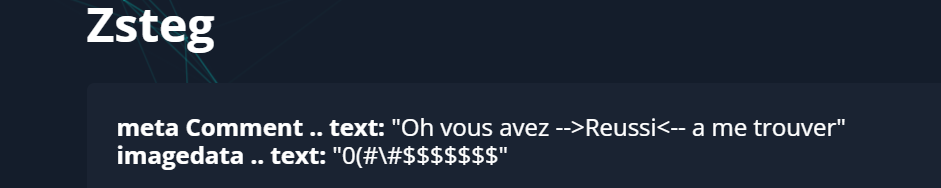 Zsteg
meta Comment .. text: "Oh vous avez -->Reussi<-- a me trouver"
imagedata .. text: "0(#\#$$$$$$$"